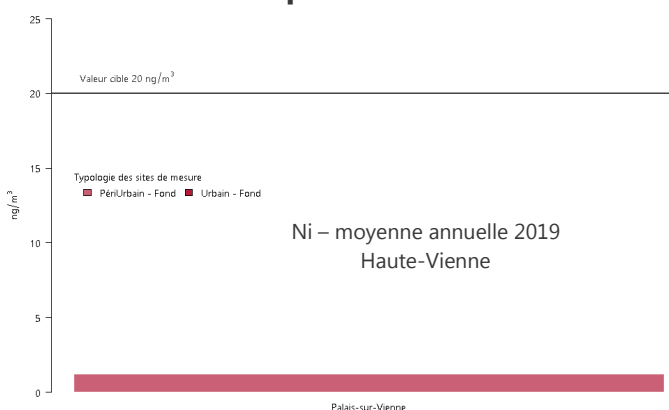 25
Valeur cible 20 ng/m³
20
15
Typologie des sites de mesure
PériUrbain - Fond Urbain - Fond
ng/m³
Ni – moyenne annuelle 2019
10
Haute-Vienne
5
0
Palais-sur-Vienne